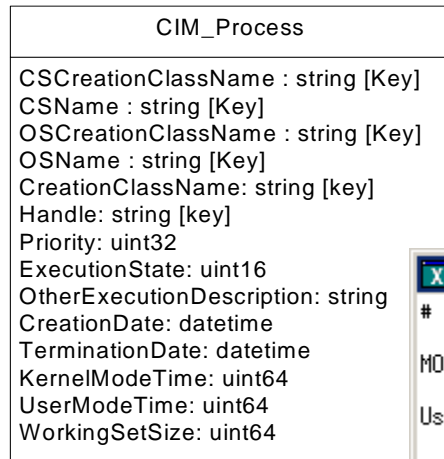 CIM_Process
CSCreationClassName : string [Key]
CSName : string [Key]
OSCreationClassName : string [Key]
OSName : string [Key]
CreationClassName: string [key]
Handle: string [key]
Priority: uint32
ExecutionState: uint16
OtherExecutionDescription: string
CreationDate: datetime
TerminationDate: datetime
KernelModeTime: uint64
UserModeTime: uint64
WorkingSetSize: uint64
X
#
MO
Us